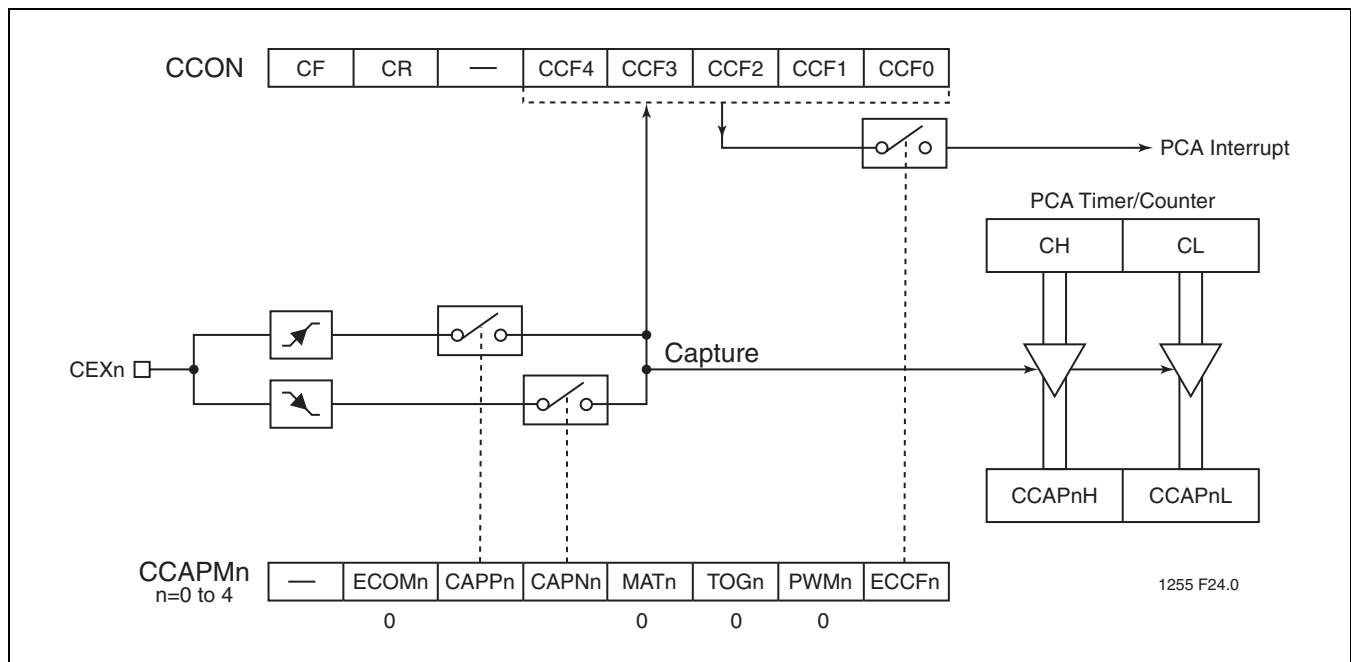 CCON CF CR — CCF4 CCF3 CCF2 CCF1 CCF0
PCA Interrupt
PCA Timer/Counter
CH CL
CEXn
Capture
CCAPnH CCAPnL
CCAPMn
n=0 to 4
— ECOMn CAPPn CAPNn MATn TOGn PWMn ECCFn
0 0 0 0
1255 F24.0